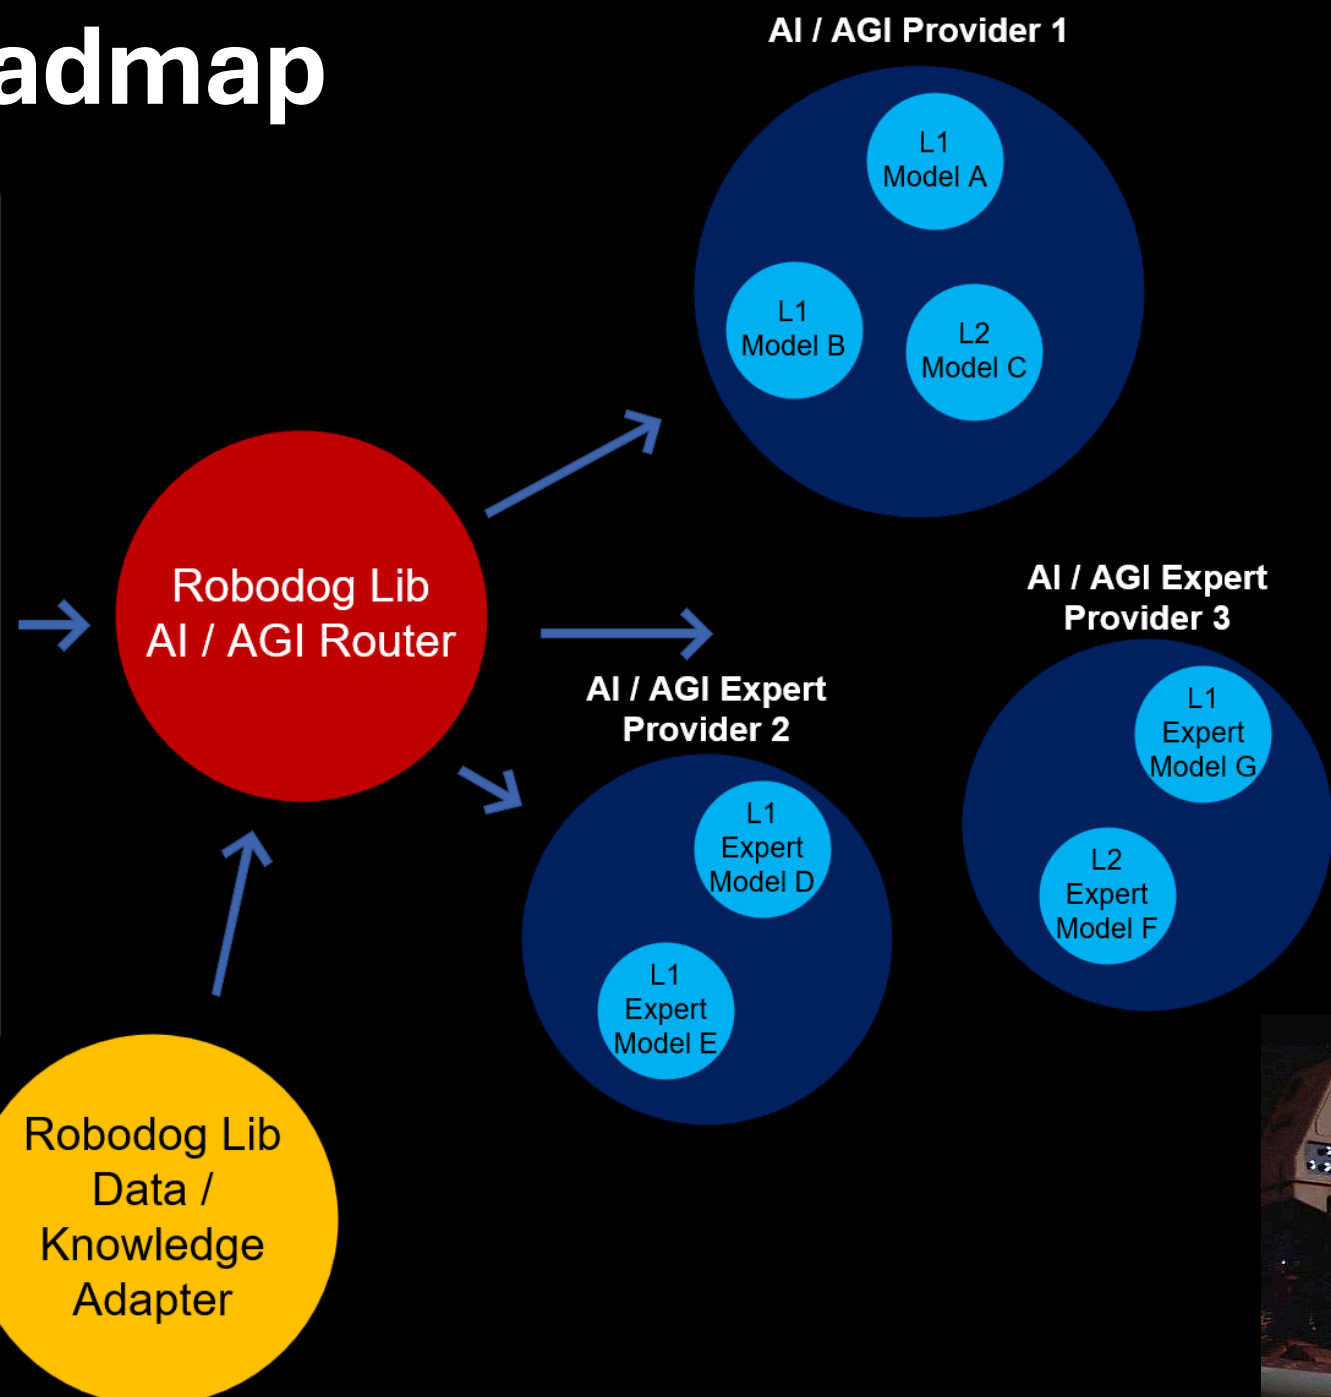 admap
AI / AGI Provider 1
L1
Model A
L1
Model B
L2
Model C
Robodog Lib
AI / AGI Router
AI / AGI Expert
Provider 2
L1
Expert
Model D
L1
Expert
Model E
AI / AGI Expert
Provider 3
L1
Expert
Model G
L2
Expert
Model F
Robodog Lib
Data /
Knowledge
Adapter